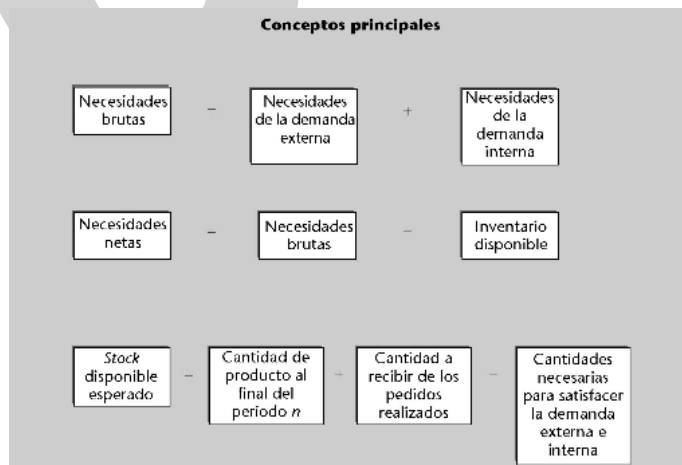 Conceptos principales
Necesidades
brutas
–
Necesidades
de la demanda
externa
+
Necesidades
de la
demanda
interna
Necesidades
netas
–
Necesidades
brutas
–
Inventario
disponible
Stock
disponible
esperado
–
Cantidad de
producto al
final del
periodo n
+
Cantidad a
recibir de los
pedidos
realizados
–
Cantidades
necesarias
para satisfacer
la demanda
externa e
interna